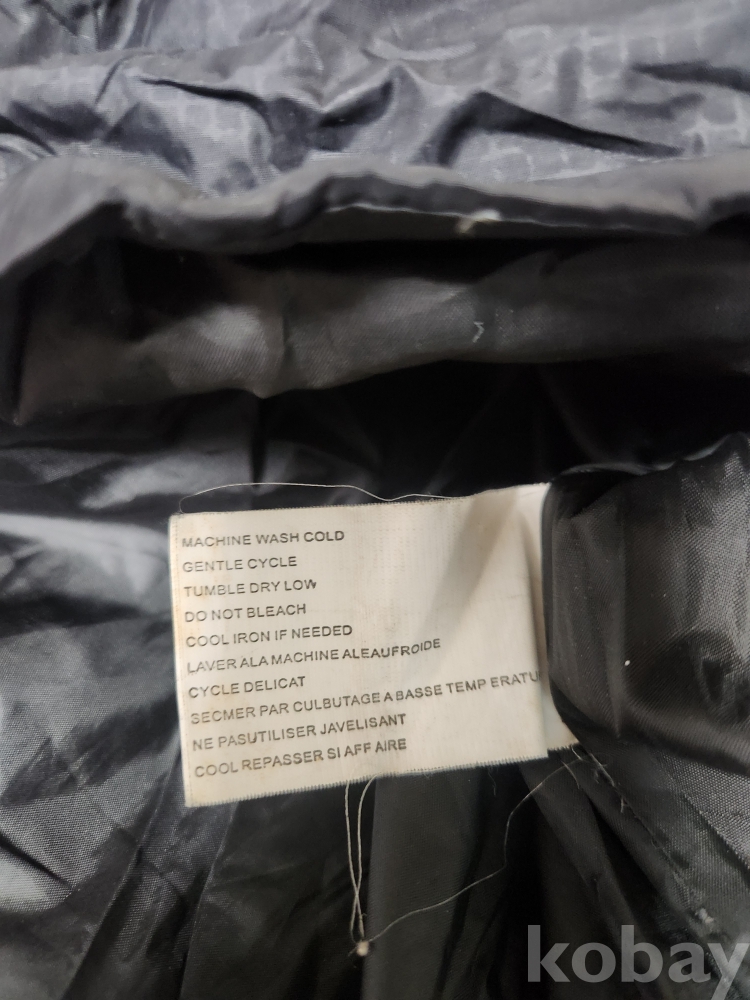 MACHINE WASH COLD
GENTLE CYCLE
TUMBLE DRY LOW
DO NOT BLEACH
COOL IRON IF NEEDED
LAVER ALA MACHINE ALEAUFROIDE
CYCLE DELICAT
SECMER PAR CULBUTAGE A BASSE TEMP ERATU
NE PASUTILISER JAVELISANT
COOL REPASSER SI AFF AIRE
kobay